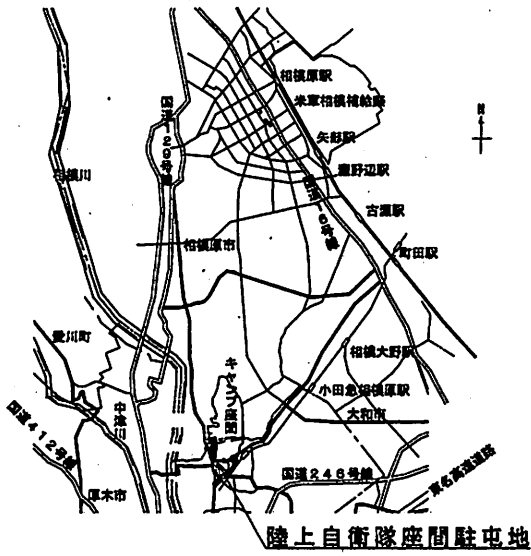 相模原駅
米軍相模補給廠
矢部駅
淵野辺駅
国道129号線
国道16号線
相模川
古淵駅
町田駅
相模原市
相模大野駅
愛川町
キャンプ座間
小田急相模原駅
大和市
中津川
国道412号線
国道246号線
東名高速道路
厚木市
陸上自衛隊座間駐屯地
N